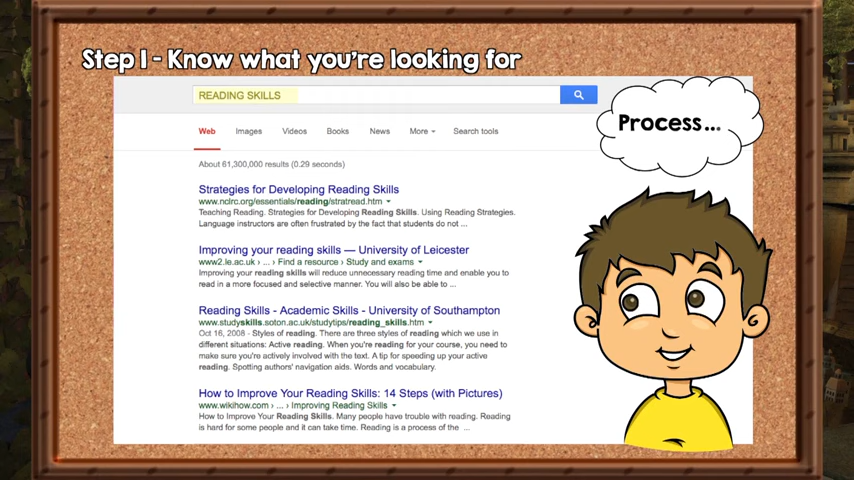 Step 1 - Know what you're looking for
READING SKILLS
Process...
Web Images Videos Books News More Search tools
About 61,300,000 results (0.29 seconds)
Strategies for Developing Reading Skills
www.nclrc.org/essentials/reading/stratread.htm
Teaching Reading. Strategies for Developing Reading Skills. Using Reading Strategies.
Language instructors are often frustrated by the fact that students do not ...
Improving your reading skills — University of Leicester
www2.le.ac.uk › ... › Find a resource › Study and exams
Improving your reading skills will reduce unnecessary reading time and enable you to
read in a more focused and selective manner. You will also be able to ...
Reading Skills - Academic Skills - University of Southampton
www.studyskills.soton.ac.uk/studytips/reading_skills.htm
Oct 16, 2008 - Styles of reading. There are three styles of reading which we use in
different situations: Active reading. When you're reading for your course, you need to
make sure you're actively involved with the text. A tip for speeding up your active
reading. Spotting authors' navigation aids. Words and vocabulary.
How to Improve Your Reading Skills: 14 Steps (with Pictures)
www.wikihow.com › ... › Improving Reading Skills
How to Improve Your Reading Skills. Many people have trouble with reading. Reading
is hard for some people and it can take time. Reading is a process of the ...